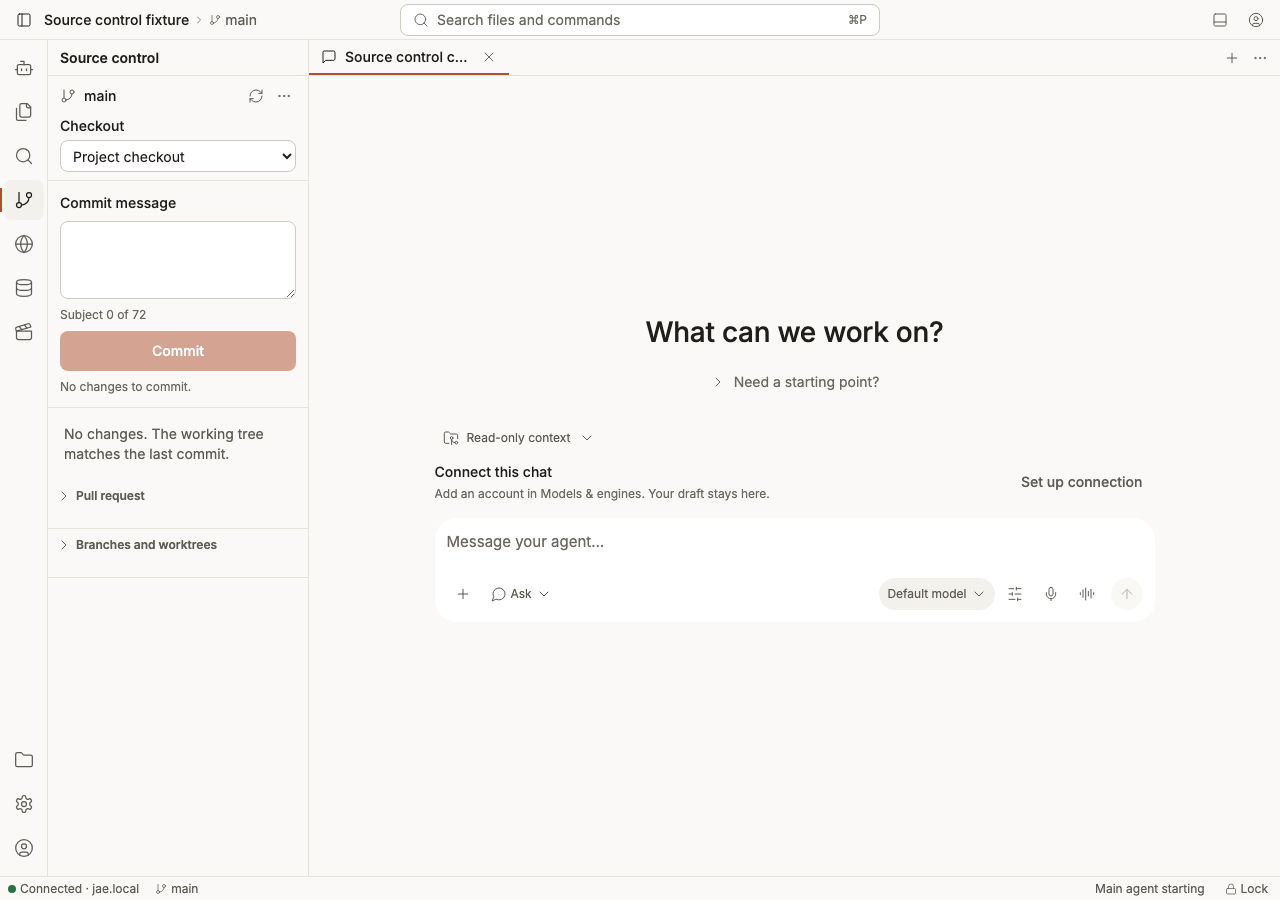 Source control fixture
main
Search files and commands
⌘P
Source control
main
Checkout
Project checkout
Commit message
Subject 0 of 72
Commit
No changes to commit.
No changes. The working tree
matches the last commit.
Pull request
Branches and worktrees
Source control c...
What can we work on?
Need a starting point?
Read-only context
Connect this chat
Add an account in Models & engines. Your draft stays here.
Set up connection
Message your agent...
Ask
Default model
Connected · jae.local
main
Main agent starting
Lock